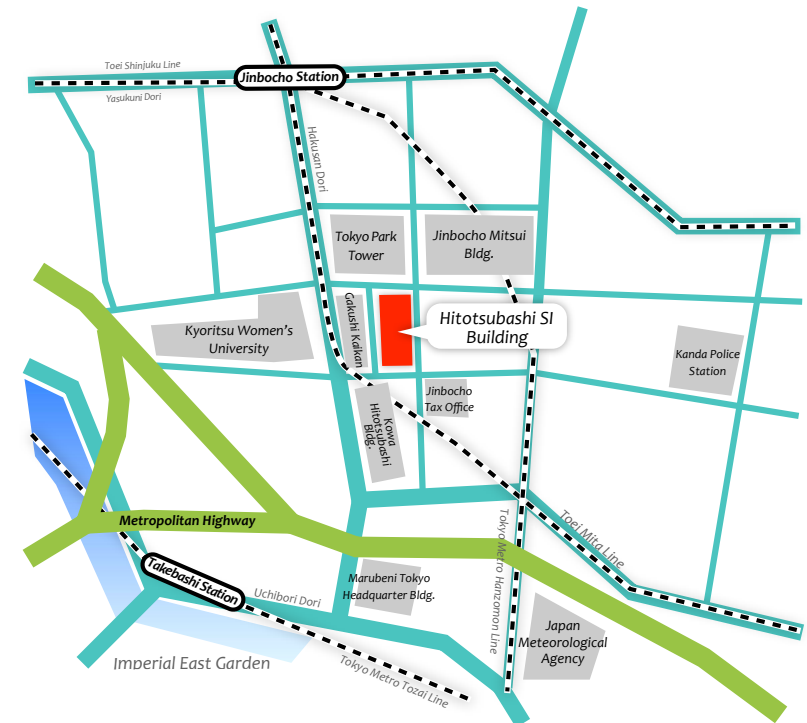 Toei Shinjuku Line
Jinbocho Station
Yasukuni Dori
Hakusan Dori
Tokyo Park
Tower
Jinbocho Mitsui
Bldg.
Kyoritsu Women's
University
Gakushi Kaikan
Hitotsubashi SI
Building
Kanda Police
Station
Jinbocho
Tax Office
Kowa
Hitotsubashi
Bldg.
Metropolitan Highway
Tokyo Metro Hanzomon Line
Toei Mita Line
Takebashi Station
Uchibori Dori
Marubeni Tokyo
Headquarter Bldg.
Japan
Meteorological
Agency
Imperial East Garden
Tokyo Metro Tozai Line